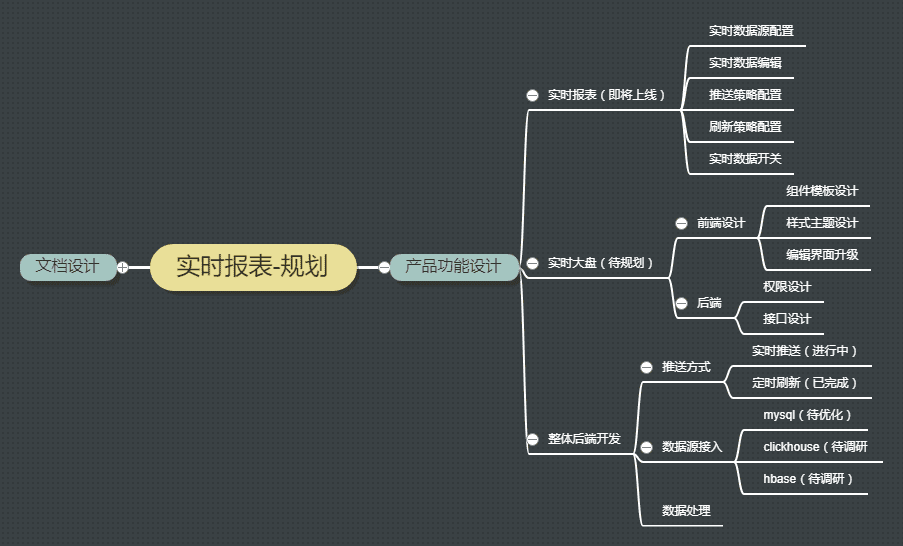 文档设计
实时报表-规划
产品功能设计
实时报表（即将上线）
实时数据源配置
实时数据编辑
推送策略配置
刷新策略配置
实时数据开关
实时大盘（待规划）
前端设计
组件模板设计
样式主题设计
编辑界面升级
后端
权限设计
接口设计
整体后端开发
推送方式
实时推送（进行中）
定时刷新（已完成）
数据源接入
mysql（待优化）
clickhouse（待调研
hbase（待调研）
数据处理